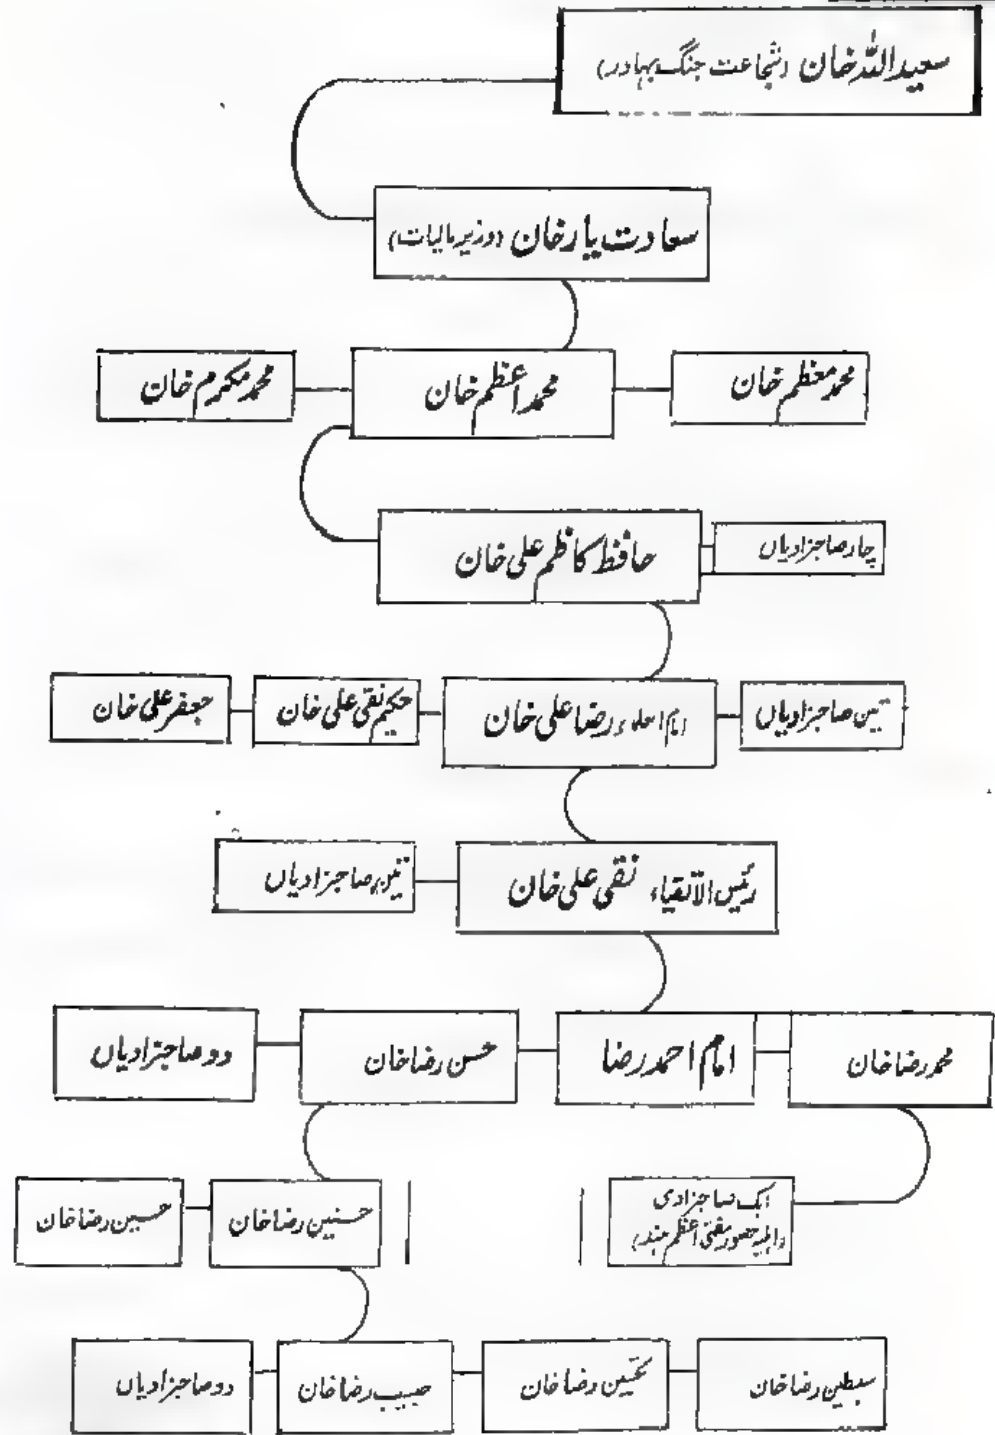 سعید اللہ خان (شجاعت جنگ بہادر)
سعادت یار خان (وزیر مالیات)
محمد معظم خان
محمد اعظم خان
محمد مکرم خان
حافظ کاظم علی خان
چار صاحبزادیاں
تین صاحبزادیاں
امام العلماء رضا علی خان
حکیم نقی علی خان
جعفر علی خان
رئیس الاتقیاء نقی علی خان
تین صاحبزادیاں
محمد رضا خان
امام احمد رضا
حسن رضا خان
دو صاحبزادیاں
ایک صاحبزادی
(اہلیہ حضور مفتی اعظم ہند)
حسنین رضا خان
حسین رضا خان
سبطین رضا خان
تحسین رضا خان
حبیب رضا خان
دو صاحبزادیاں